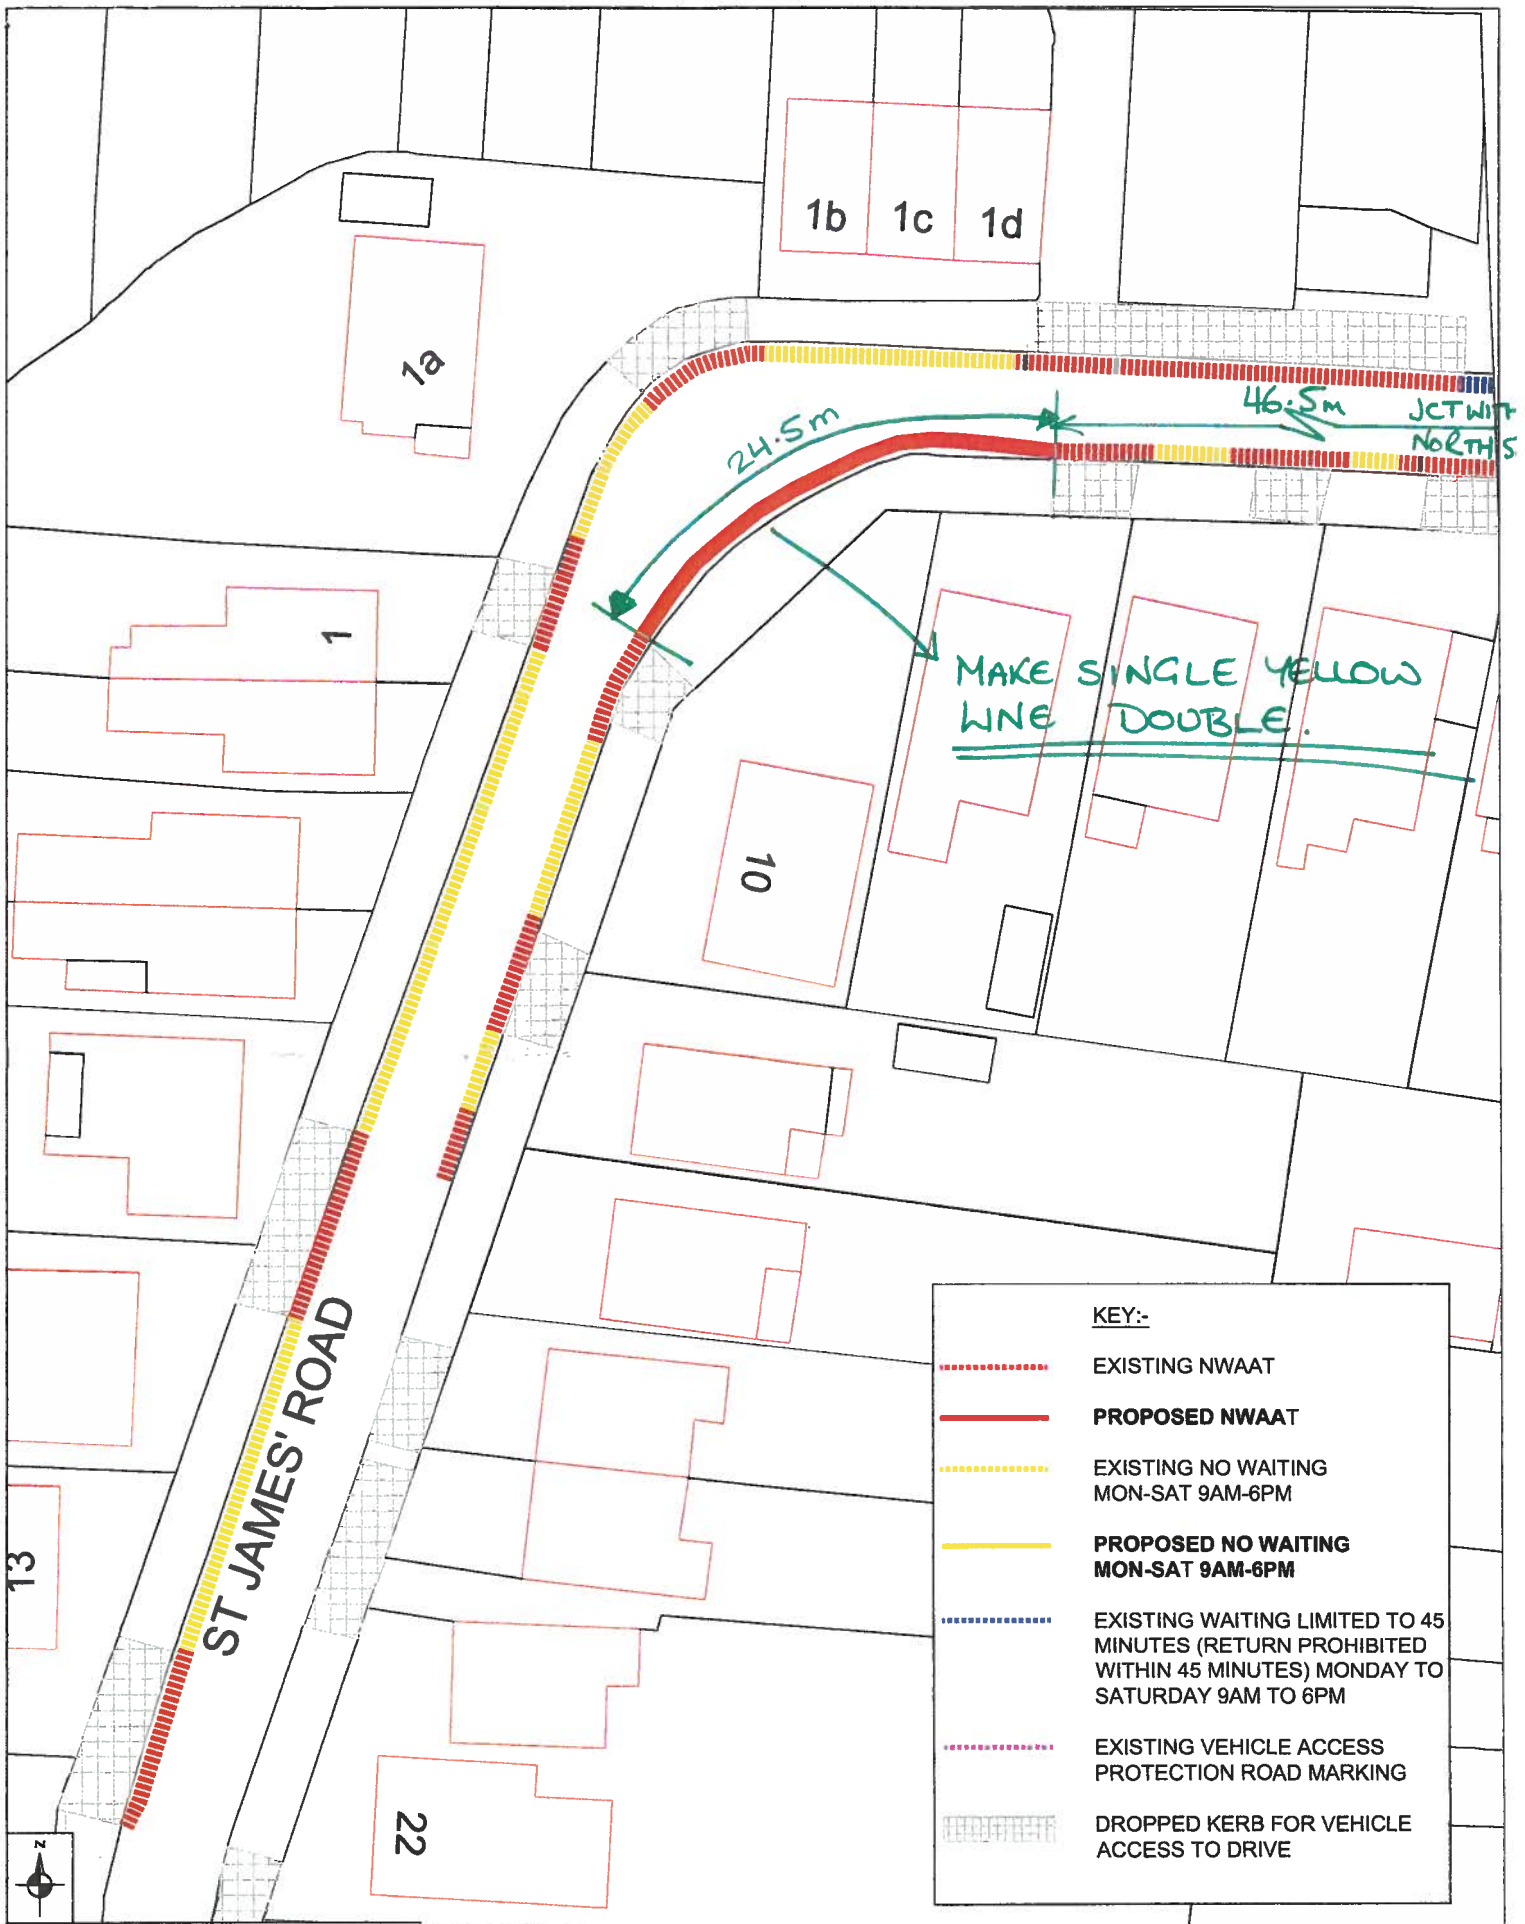 1b
1c
1d
1a
24.5m
46.5m
JCT WITH
NORTH S
1
MAKE SINGLE YELLOW
LINE DOUBLE.
10
ST JAMES' ROAD
13
22
KEY:-
EXISTING NWAAT
PROPOSED NWAAT
EXISTING NO WAITING
MON-SAT 9AM-6PM
PROPOSED NO WAITING
MON-SAT 9AM-6PM
EXISTING WAITING LIMITED TO 45
MINUTES (RETURN PROHIBITED
WITHIN 45 MINUTES) MONDAY TO
SATURDAY 9AM TO 6PM
EXISTING VEHICLE ACCESS
PROTECTION ROAD MARKING
DROPPED KERB FOR VEHICLE
ACCESS TO DRIVE
Z